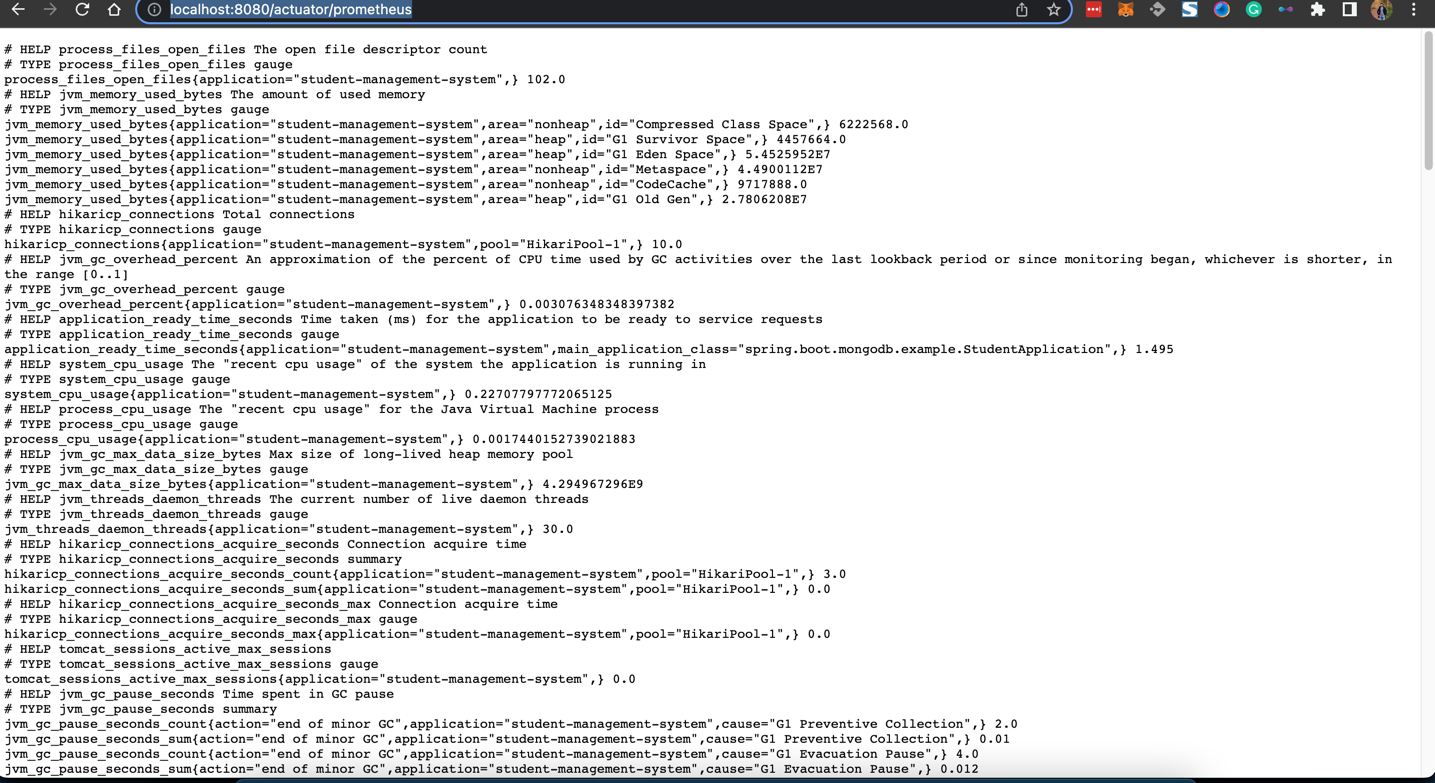 localhost:8080/actuator/prometheus
# HELP process_files_open_files The open file descriptor count
# TYPE process_files_open_files gauge
process_files_open_files{application="student-management-system",} 102.0
# HELP jvm_memory_used_bytes The amount of used memory
# TYPE jvm_memory_used_bytes gauge
jvm_memory_used_bytes{application="student-management-system",area="nonheap",id="Compressed Class Space",} 6222568.0
jvm_memory_used_bytes{application="student-management-system",area="heap",id="G1 Survivor Space",} 4457664.0
jvm_memory_used_bytes{application="student-management-system",area="heap",id="G1 Eden Space",} 5.4525952E7
jvm_memory_used_bytes{application="student-management-system",area="nonheap",id="Metaspace",} 4.4900112E7
jvm_memory_used_bytes{application="student-management-system",area="nonheap",id="CodeCache",} 9717888.0
jvm_memory_used_bytes{application="student-management-system",area="heap",id="G1 Old Gen",} 2.7806208E7
# HELP hikaricp_connections Total connections
# TYPE hikaricp_connections gauge
hikaricp_connections{application="student-management-system",pool="HikariPool-1",} 10.0
# HELP jvm_gc_overhead_percent An approximation of the percent of CPU time used by GC activities over the last lookback period or since monitoring began, whichever is shorter, in
the range [0..1]
# TYPE jvm_gc_overhead_percent gauge
jvm_gc_overhead_percent{application="student-management-system",} 0.003076348348397382
# HELP application_ready_time_seconds Time taken (ms) for the application to be ready to service requests
# TYPE application_ready_time_seconds gauge
application_ready_time_seconds{application="student-management-system",main_application_class="spring.boot.mongodb.example.StudentApplication",} 1.495
# HELP system_cpu_usage The "recent cpu usage" of the system the application is running in
# TYPE system_cpu_usage gauge
system_cpu_usage{application="student-management-system",} 0.22707797772065125
# HELP process_cpu_usage The "recent cpu usage" for the Java Virtual Machine process
# TYPE process_cpu_usage gauge
process_cpu_usage{application="student-management-system",} 0.0017440152739021883
# HELP jvm_gc_max_data_size_bytes Max size of long-lived heap memory pool
# TYPE jvm_gc_max_data_size_bytes gauge
jvm_gc_max_data_size_bytes{application="student-management-system",} 4.294967296E9
# HELP jvm_threads_daemon_threads The current number of live daemon threads
# TYPE jvm_threads_daemon_threads gauge
jvm_threads_daemon_threads{application="student-management-system",} 30.0
# HELP hikaricp_connections_acquire_seconds Connection acquire time
# TYPE hikaricp_connections_acquire_seconds summary
hikaricp_connections_acquire_seconds_count{application="student-management-system",pool="HikariPool-1",} 3.0
hikaricp_connections_acquire_seconds_sum{application="student-management-system",pool="HikariPool-1",} 0.0
# HELP hikaricp_connections_acquire_seconds_max Connection acquire time
# TYPE hikaricp_connections_acquire_seconds_max gauge
hikaricp_connections_acquire_seconds_max{application="student-management-system",pool="HikariPool-1",} 0.0
# HELP tomcat_sessions_active_max_sessions
# TYPE tomcat_sessions_active_max_sessions gauge
tomcat_sessions_active_max_sessions{application="student-management-system",} 0.0
# HELP jvm_gc_pause_seconds Time spent in GC pause
# TYPE jvm_gc_pause_seconds summary
jvm_gc_pause_seconds_count{action="end of minor GC",application="student-management-system",cause="G1 Preventive Collection",} 2.0
jvm_gc_pause_seconds_sum{action="end of minor GC",application="student-management-system",cause="G1 Preventive Collection",} 0.01
jvm_gc_pause_seconds_count{action="end of minor GC",application="student-management-system",cause="G1 Evacuation Pause",} 4.0
jvm_gc_pause_seconds_sum{action="end of minor GC",application="student-management-system",cause="G1 Evacuation Pause",} 0.012